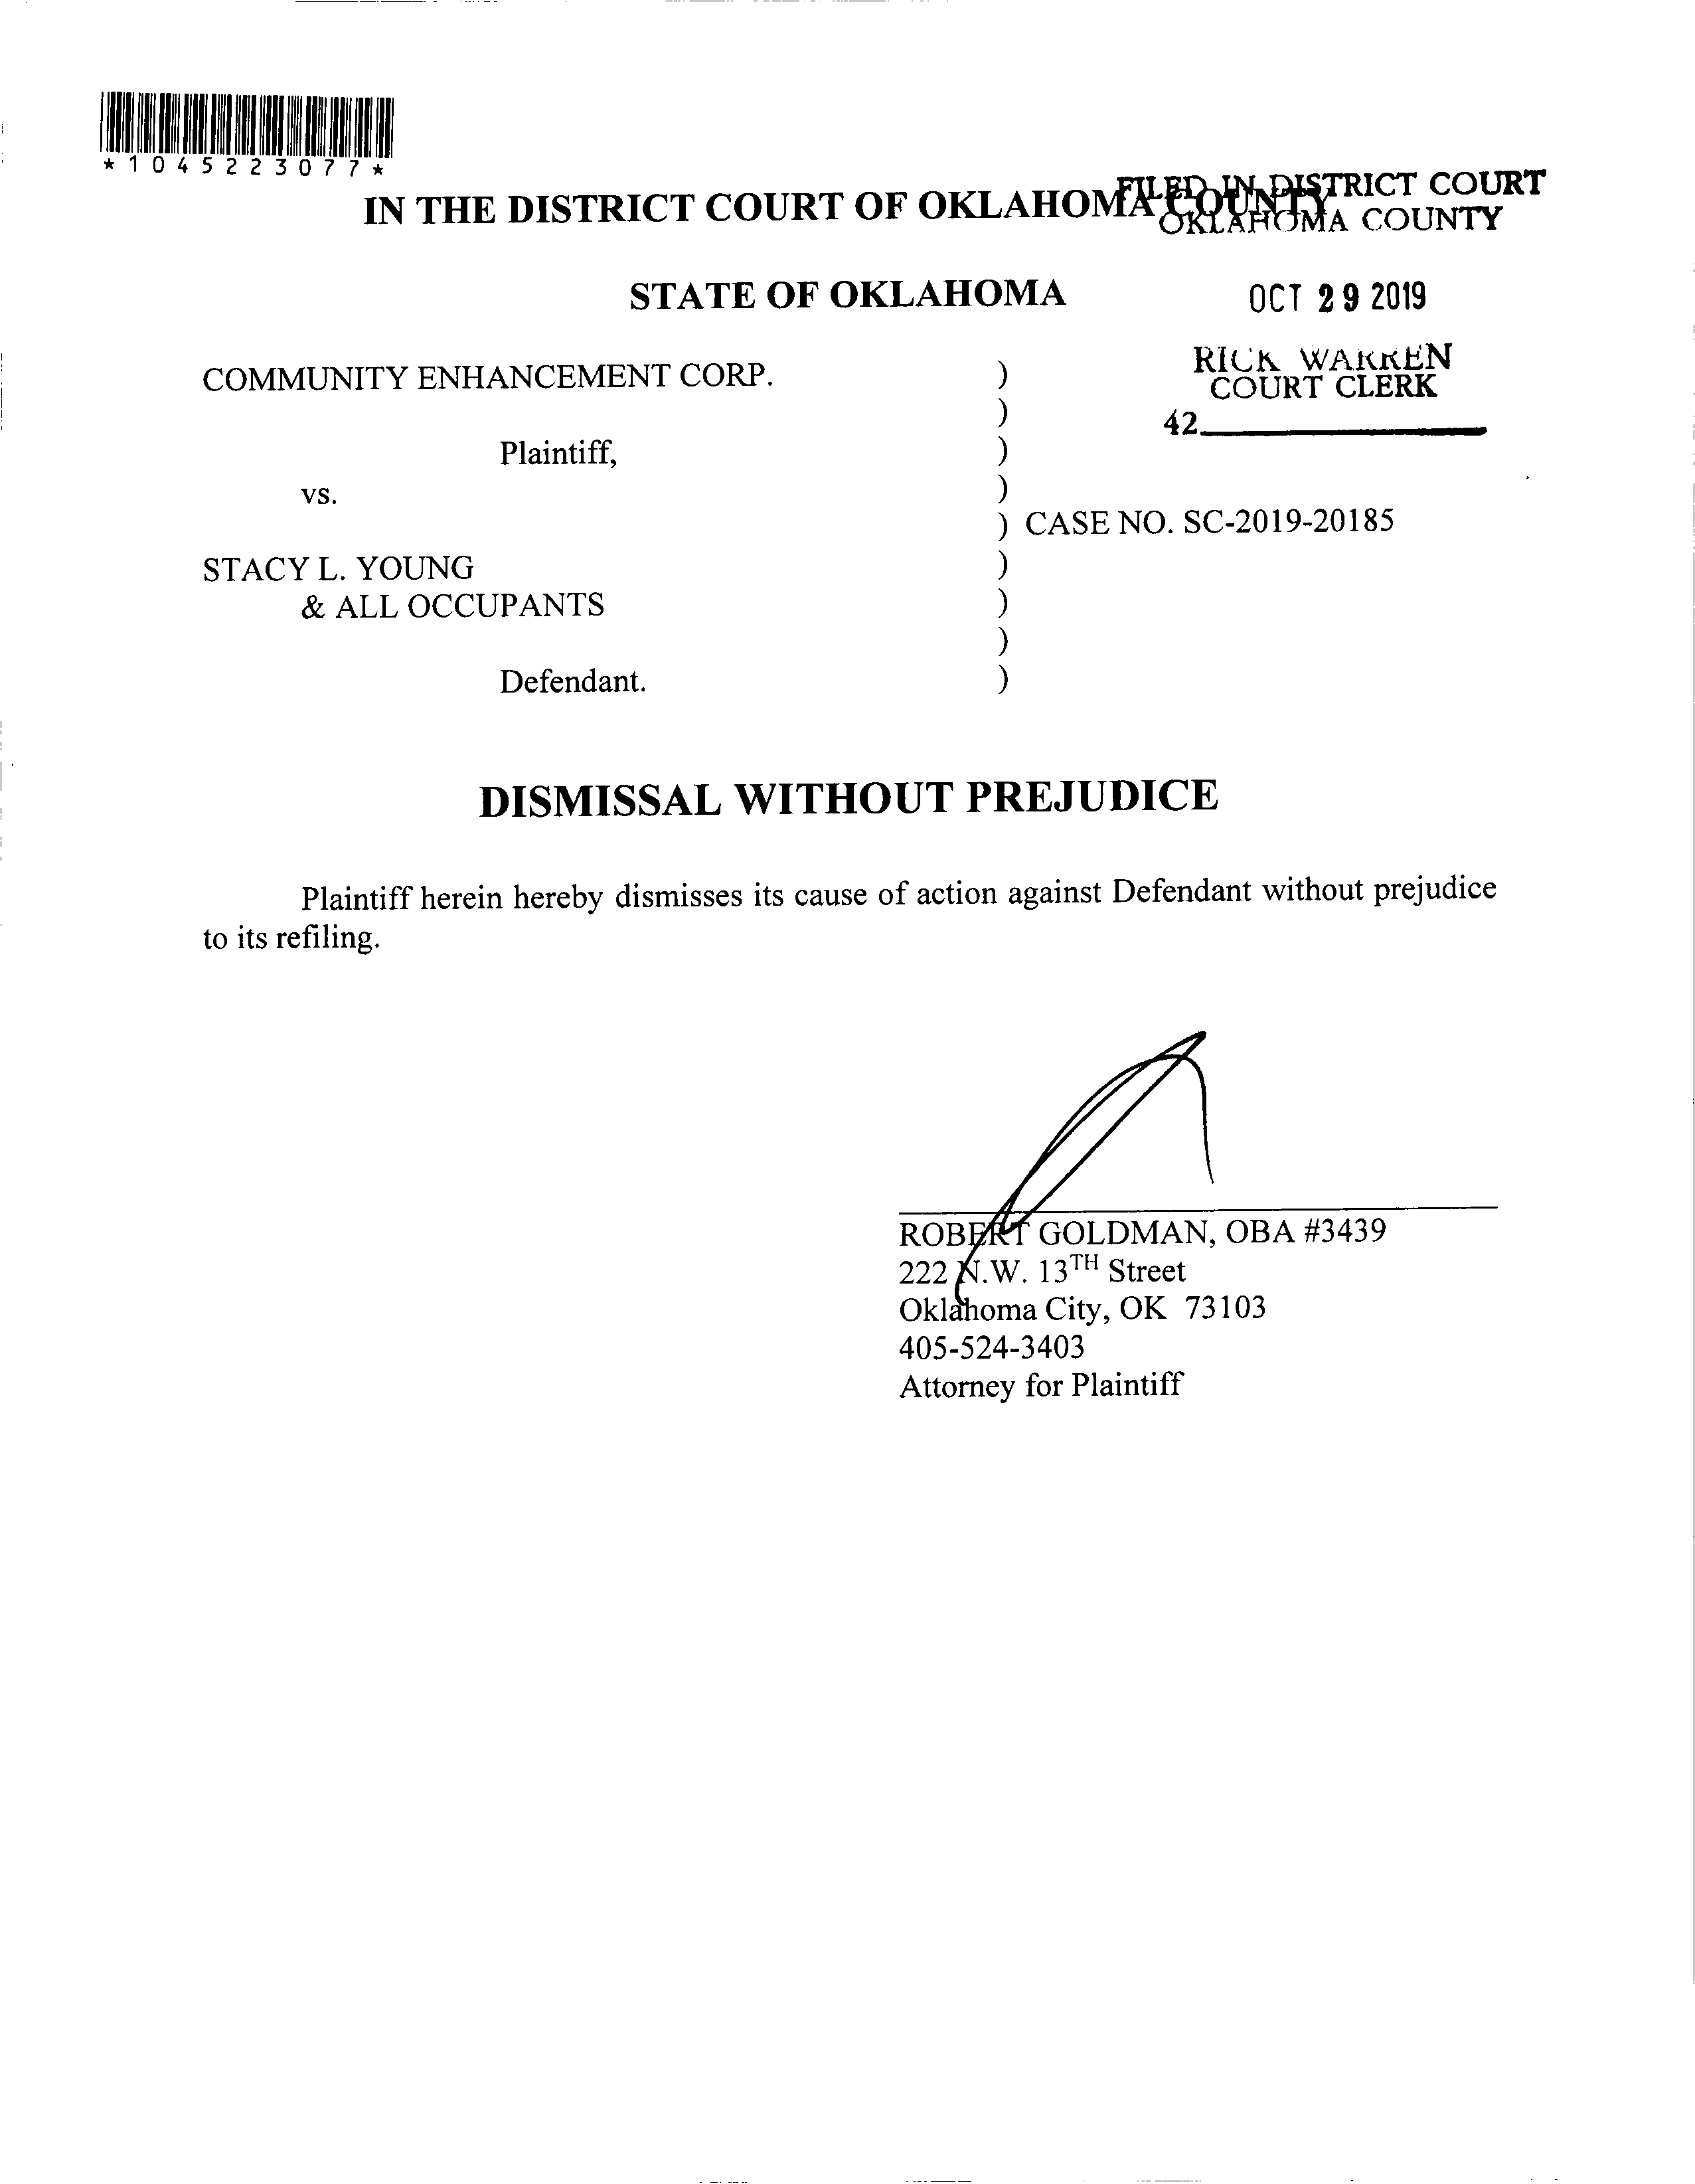 *1045223077*
IN THE DISTRICT COURT OF OKLAHOMA COUNTY
FILED IN DISTRICT COURT
OKLAHOMA COUNTY
STATE OF OKLAHOMA
OCT 29 2019
RICK WARREN
COURT CLERK
42
COMMUNITY ENHANCEMENT CORP. )
)
Plaintiff, )
vs. )
) CASE NO. SC-2019-20185
STACY L. YOUNG )
& ALL OCCUPANTS )
)
Defendant. )
DISMISSAL WITHOUT PREJUDICE
Plaintiff herein hereby dismisses its cause of action against Defendant without prejudice
to its refiling.
ROBERT GOLDMAN, OBA #3439
222 N.W. 13TH Street
Oklahoma City, OK 73103
405-524-3403
Attorney for Plaintiff